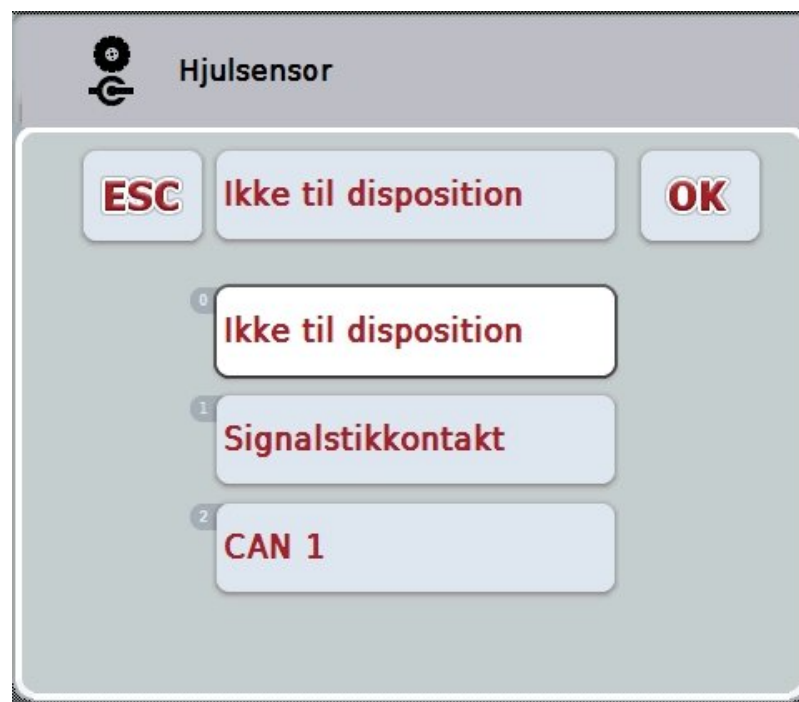 Hjulsensor
ESC Ikke til disposition OK
0 Ikke til disposition
1 Signalstikkontakt
2 CAN 1